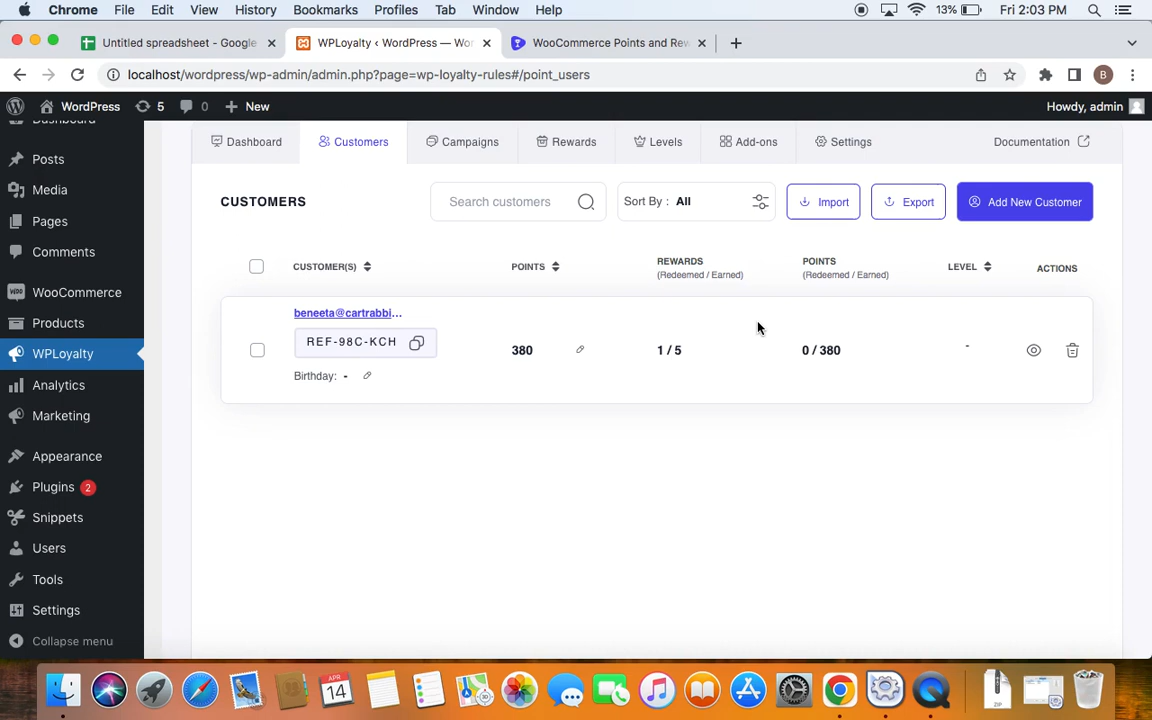 Chrome File Edit View History Bookmarks Profiles Tab Window Help 13% Fri 2:03 PM
Untitled spreadsheet - Google
WPLoyalty ‹ WordPress — Wor
WooCommerce Points and Rew
localhost/wordpress/wp-admin/admin.php?page=wp-loyalty-rules#/point_users
B
WordPress 5 0 New Howdy, admin
Dashboard
Posts
Media
Pages
Comments
WooCommerce
Products
WPLoyalty
Analytics
Marketing
Appearance
Plugins 2
Snippets
Users
Tools
Settings
Collapse menu
Dashboard Customers Campaigns Rewards Levels Add-ons Settings Documentation
CUSTOMERS Search customers Sort By : All Import Export Add New Customer
CUSTOMER(S) POINTS REWARDS (Redeemed / Earned) POINTS (Redeemed / Earned) LEVEL ACTIONS
beneeta@cartrabbi...
REF-98C-KCH
Birthday: -
380 1 / 5 0 / 380 -
APR
14
ZIP